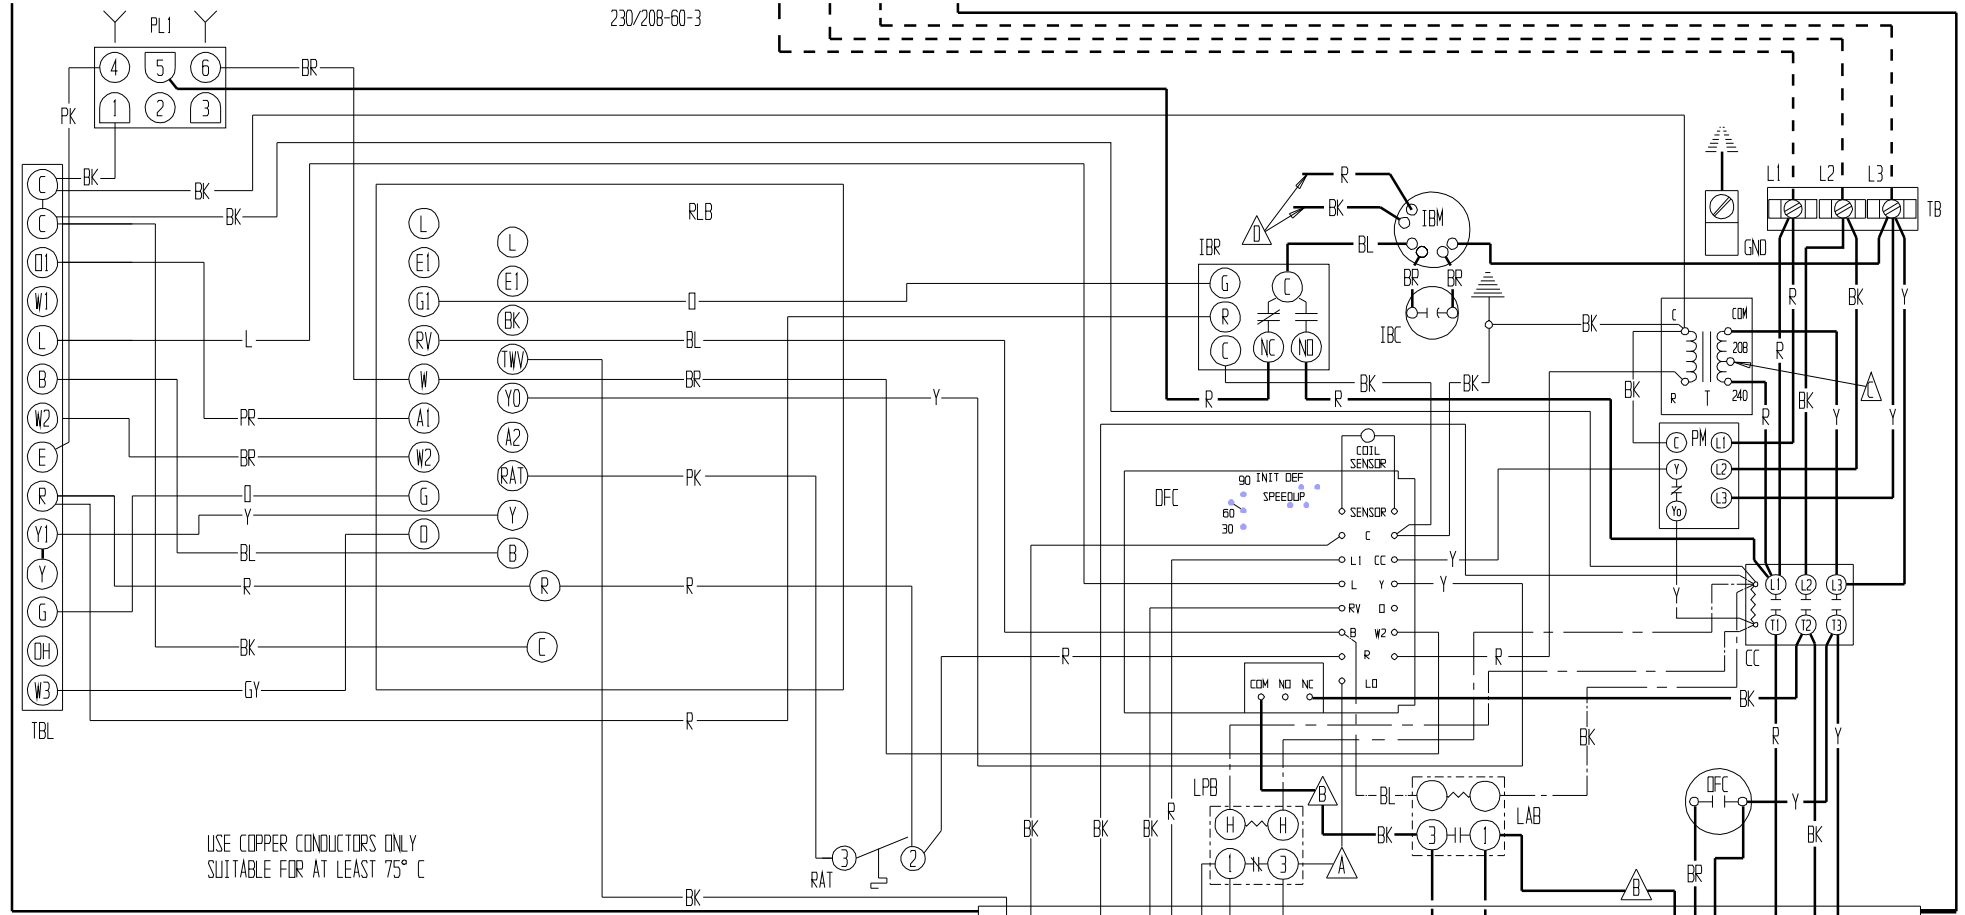 230/208-60-3
PL1
4 5 6
1 2 3
BR
PK
BK
BK
BK
C
C
O1
W1
L
B
W2
E
R
Y1
Y
G
OH
W3
TBL
L
PR
BR
O
Y
BL
R
BK
GY
RLB
L
E1
G1
RV
W
A1
W2
G
O
L
E1
BK
TWV
YO
A2
RAT
Y
B
R
C
O
BL
BR
Y
PK
R
R
BK
R
RAT
3 2
USE COPPER CONDUCTORS ONLY
SUITABLE FOR AT LEAST 75° C
IBR
G
R
C
C
NC NO
D
R
BK
BL
IBM
BR BR
IBC
BK
BK
BK
R R
GND
L1 L2 L3
TB
R BK Y
C COM
208
240
R T
C
R
BK
R
BK
Y
Y
PM
C L1
Y L2
L3
Yo
Y
L1 L2 L3
T1 T2 T3
CC
COIL
SENSOR
DFC
90 INIT DEF
SPEEDUP
60
30
SENSOR
C
L1 CC
L Y
RV O
B W2
R
LO
COM NO NC
Y
Y
R
BK
BK
LPB
H H
1 3
A
B
BL
BK
LAB
3 1
B
BK
BK
BK
R
OFC
Y
R
Y
BK
BR